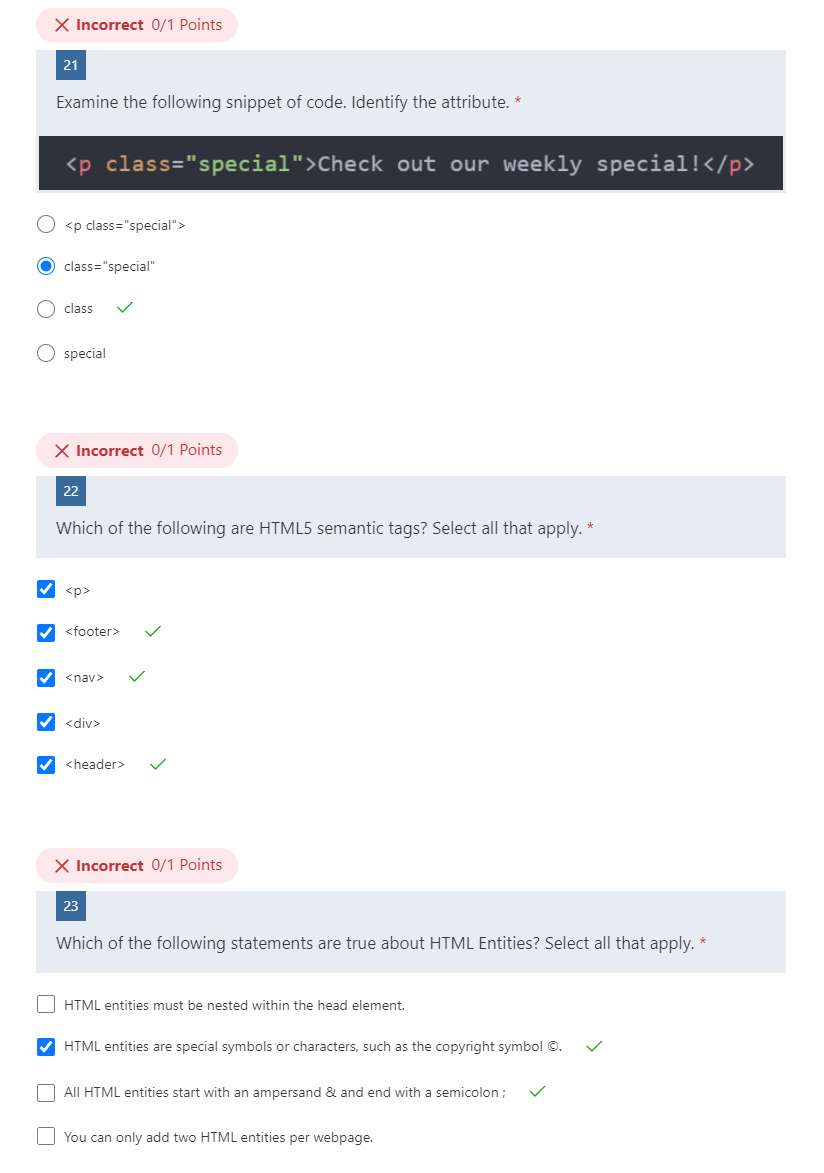 Incorrect 0/1 Points
21
Examine the following snippet of code. Identify the attribute. *
<p class="special">Check out our weekly special!</p>
<p class="special">
class="special"
class
special
Incorrect 0/1 Points
22
Which of the following are HTML5 semantic tags? Select all that apply. *
<p>
<footer>
<nav>
<div>
<header>
Incorrect 0/1 Points
23
Which of the following statements are true about HTML Entities? Select all that apply. *
HTML entities must be nested within the head element.
HTML entities are special symbols or characters, such as the copyright symbol ©.
All HTML entities start with an ampersand & and end with a semicolon ;
You can only add two HTML entities per webpage.